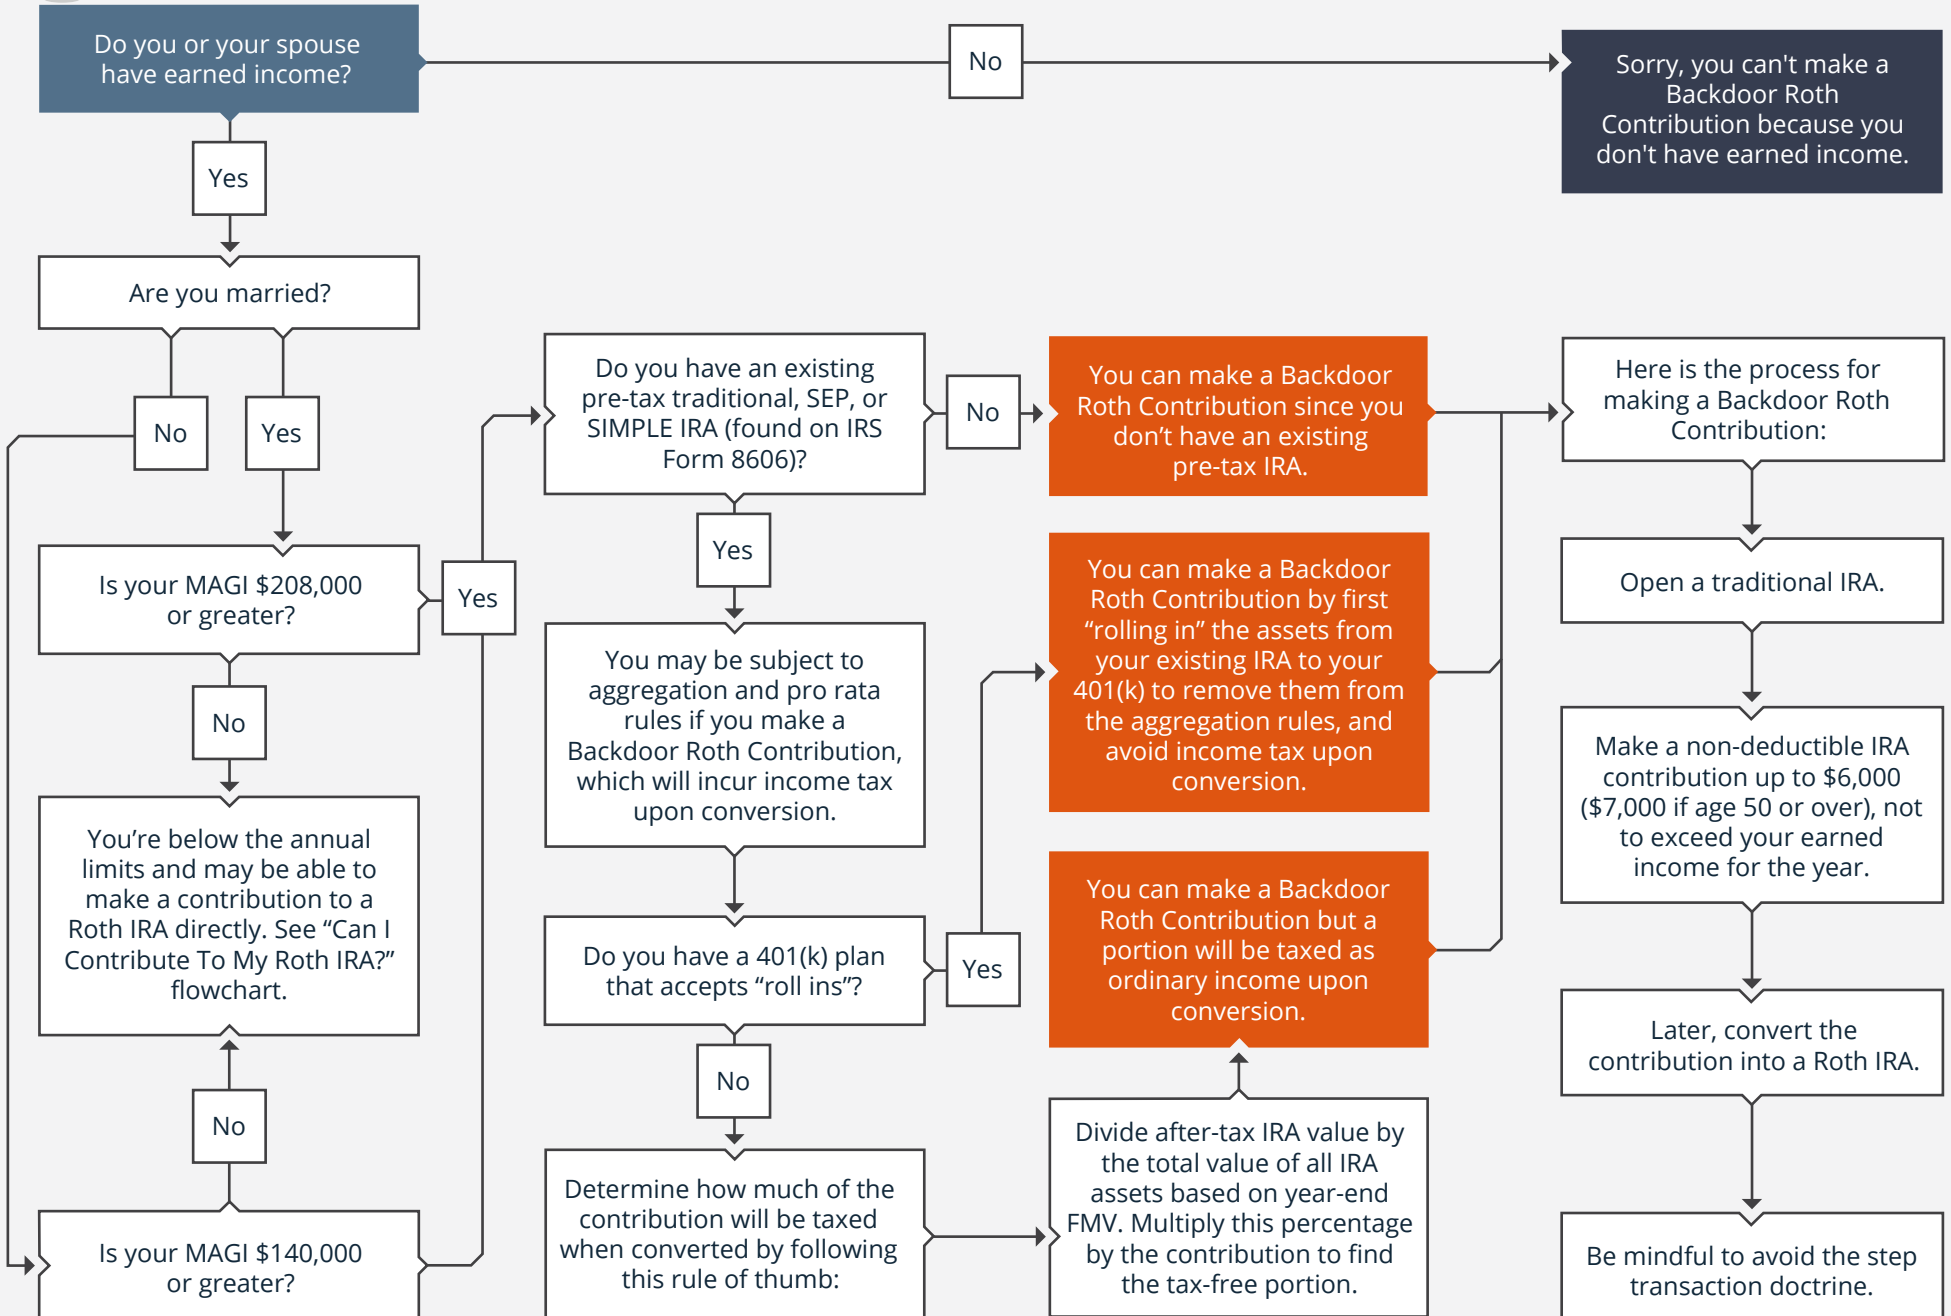 Do you or your spouse
have earned income?
No
Sorry, you can't make a
Backdoor Roth
Contribution because you
don't have earned income.
Yes
Are you married?
No
Yes
Is your MAGI $208,000
or greater?
Yes
No
You’re below the annual
limits and may be able to
make a contribution to a
Roth IRA directly. See “Can I
Contribute To My Roth IRA?”
flowchart.
No
Is your MAGI $140,000
or greater?
Do you have an existing
pre-tax traditional, SEP, or
SIMPLE IRA (found on IRS
Form 8606)?
No
Yes
You may be subject to
aggregation and pro rata
rules if you make a
Backdoor Roth Contribution,
which will incur income tax
upon conversion.
Do you have a 401(k) plan
that accepts “roll ins”?
Yes
No
Determine how much of the
contribution will be taxed
when converted by following
this rule of thumb:
You can make a Backdoor
Roth Contribution since you
don’t have an existing
pre-tax IRA.
You can make a Backdoor
Roth Contribution by first
“rolling in” the assets from
your existing IRA to your
401(k) to remove them from
the aggregation rules, and
avoid income tax upon
conversion.
You can make a Backdoor
Roth Contribution but a
portion will be taxed as
ordinary income upon
conversion.
Divide after-tax IRA value by
the total value of all IRA
assets based on year-end
FMV. Multiply this percentage
by the contribution to find
the tax-free portion.
Here is the process for
making a Backdoor Roth
Contribution:
Open a traditional IRA.
Make a non-deductible IRA
contribution up to $6,000
($7,000 if age 50 or over), not
to exceed your earned
income for the year.
Later, convert the
contribution into a Roth IRA.
Be mindful to avoid the step
transaction doctrine.